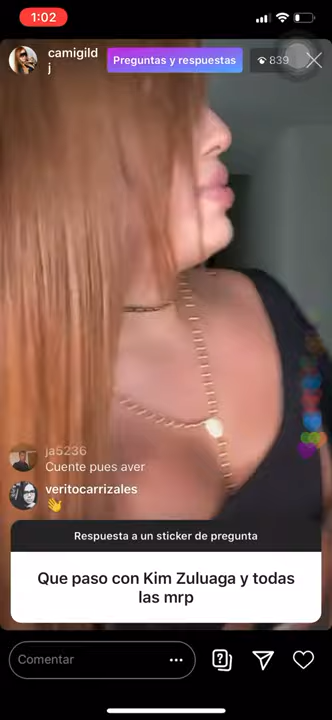 1:02
camigild
j
Preguntas y respuestas
839
ja5236
Cuente pues aver
veritocarrizales
👋
Respuesta a un sticker de pregunta
Que paso con Kim Zuluaga y todas
las mrp
Comentar